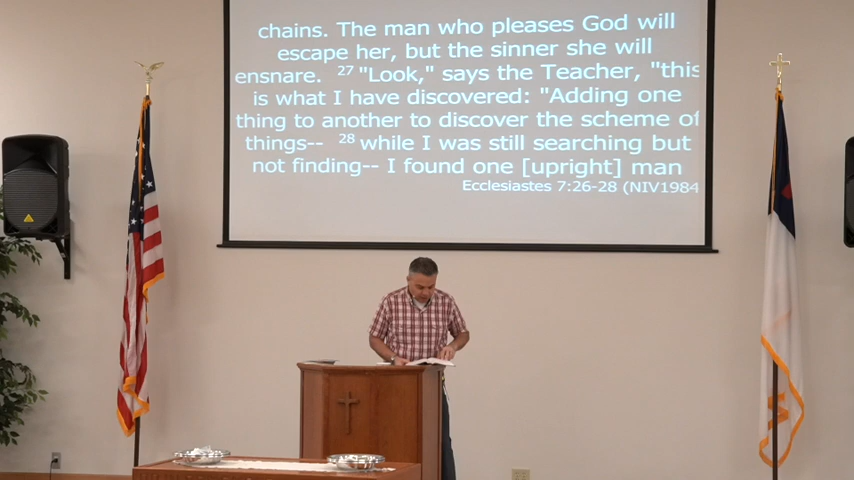 chains. The man who pleases God will
escape her, but the sinner she will
ensnare. 27 "Look," says the Teacher, "this
is what I have discovered: "Adding one
thing to another to discover the scheme of
things-- 28 while I was still searching but
not finding-- I found one [upright] man
Ecclesiastes 7:26-28 (NIV1984